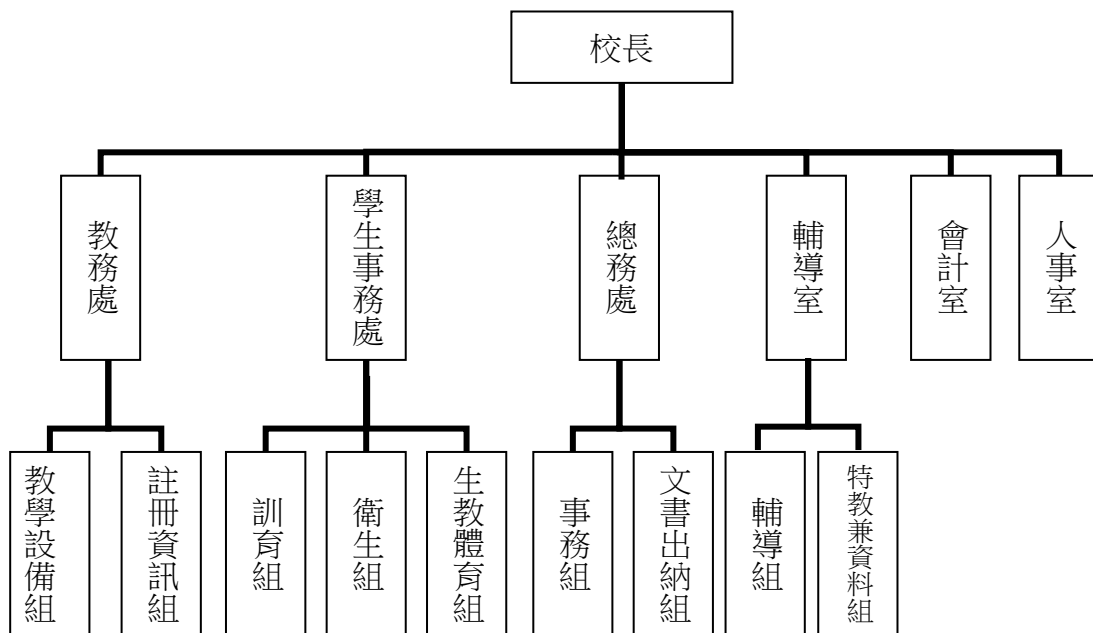 校長
教務處
學生事務處
總務處
輔導室
會計室
人事室
教學設備組
註冊資訊組
訓育組
衛生組
生教體育組
事務組
文書出納組
輔導組
特教兼資料組